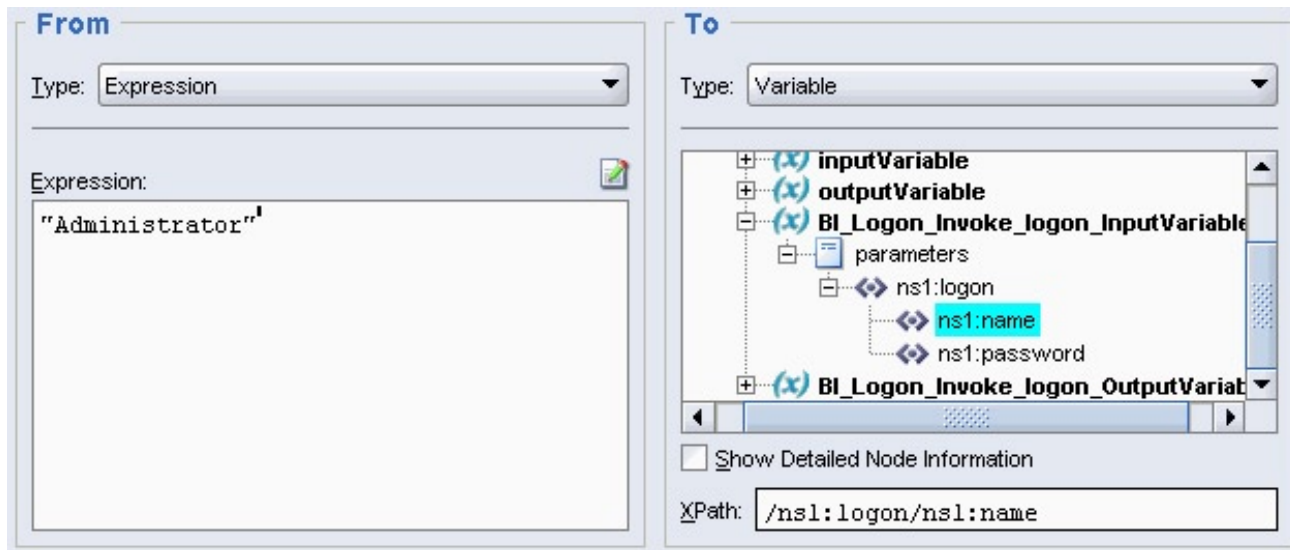 From
Type: Expression
Expression:
"Administrator"
To
Type: Variable
inputVariable
outputVariable
BI_Logon_Invoke_logon_InputVariable
parameters
ns1:logon
ns1:name
ns1:password
BI_Logon_Invoke_logon_OutputVariab
Show Detailed Node Information
XPath: /ns1:logon/ns1:name